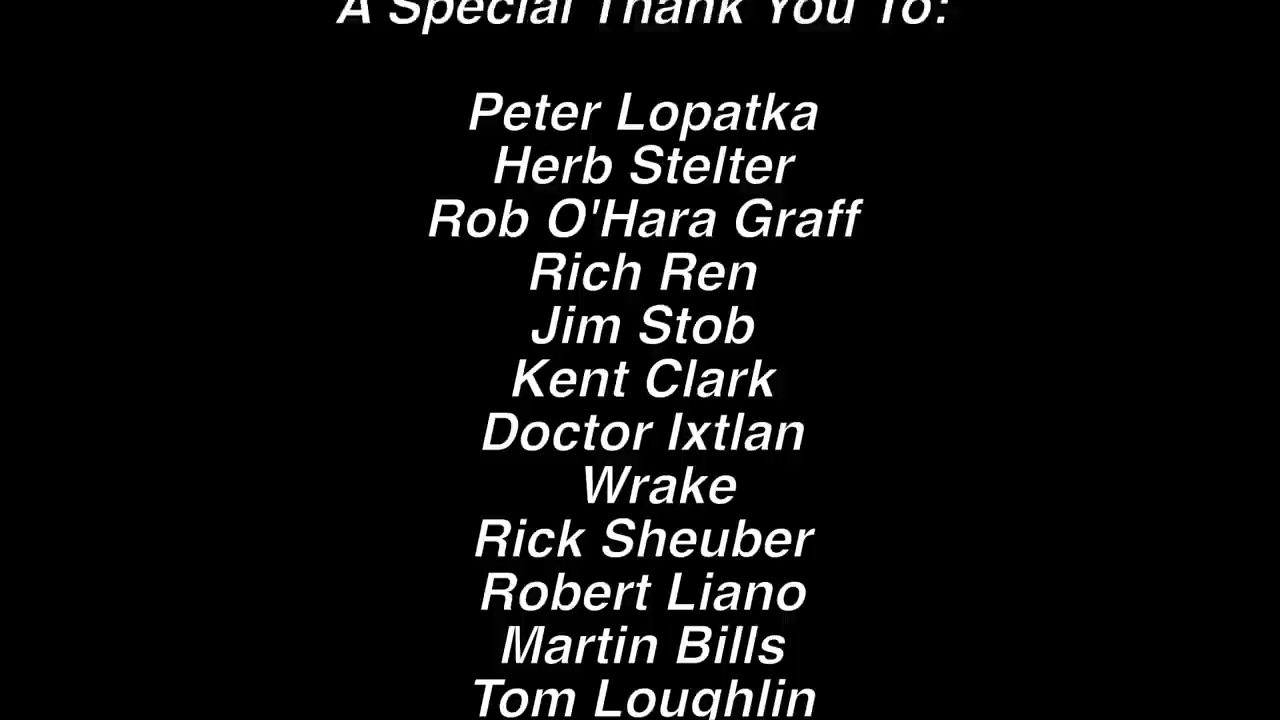 A Special Thank You To:
Peter Lopatka
Herb Stelter
Rob O'Hara Graff
Rich Ren
Jim Stob
Kent Clark
Doctor Ixtlan
Wrake
Rick Sheuber
Robert Liano
Martin Bills
Tom Loughlin